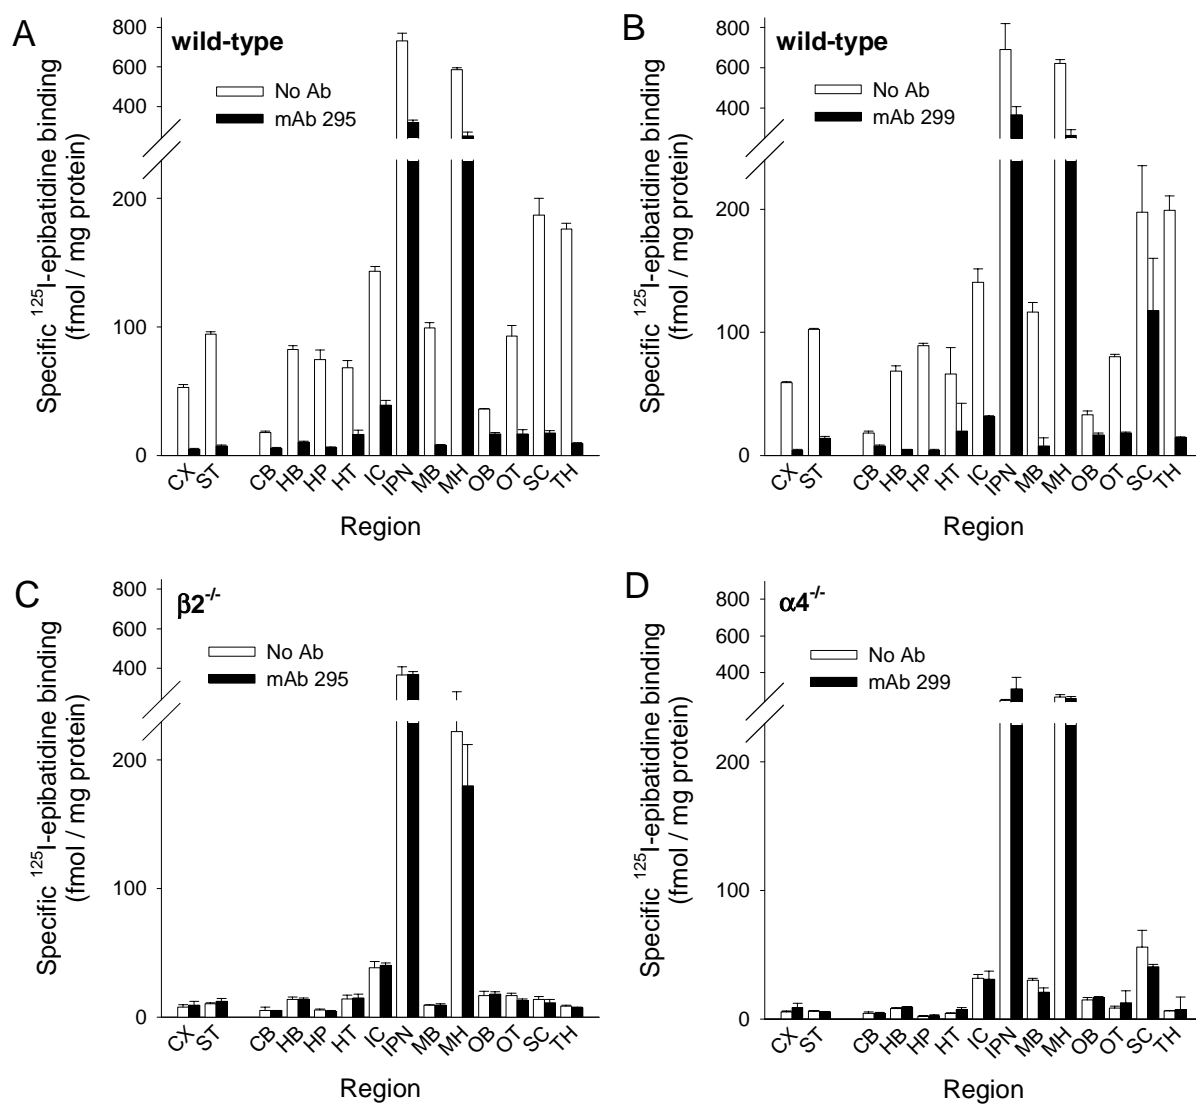 A
wild-type
No Ab
mAb 295
Specific ¹²⁵I-epibatidine binding
(fmol / mg protein)
800
600
400
200
100
0
CX ST CB HB HP HT IC IPN MB MH OB OT SC TH
Region
B
wild-type
No Ab
mAb 299
Specific ¹²⁵I-epibatidine binding
(fmol / mg protein)
800
600
400
200
100
0
CX ST CB HB HP HT IC IPN MB MH OB OT SC TH
Region
C
β2⁻/⁻
No Ab
mAb 295
Specific ¹²⁵I-epibatidine binding
(fmol / mg protein)
800
600
400
200
100
0
CX ST CB HB HP HT IC IPN MB MH OB OT SC TH
Region
D
α4⁻/⁻
No Ab
mAb 299
Specific ¹²⁵I-epibatidine binding
(fmol / mg protein)
800
600
400
200
100
0
CX ST CB HB HP HT IC IPN MB MH OB OT SC TH
Region